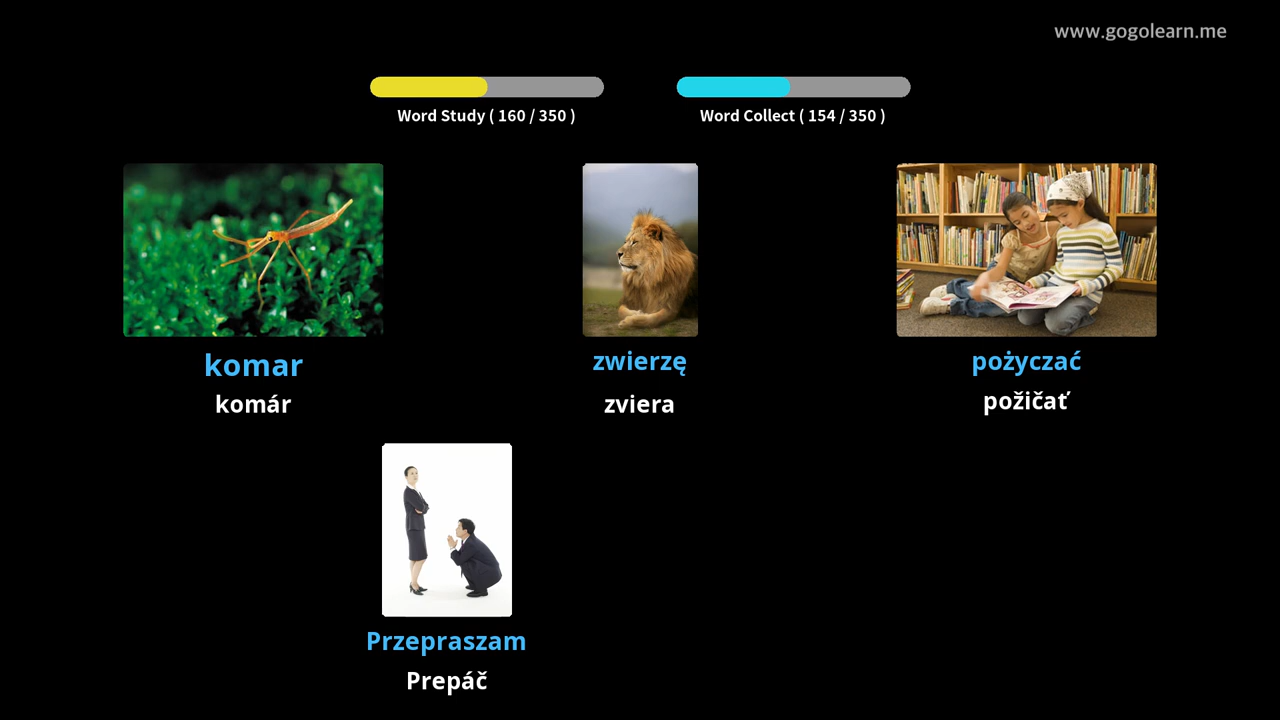 www.gogolearn.me
Word Study ( 160 / 350 )
Word Collect ( 154 / 350 )
komar
komár
zwierzę
zviera
pożyczać
požičať
Przepraszam
Prepáč